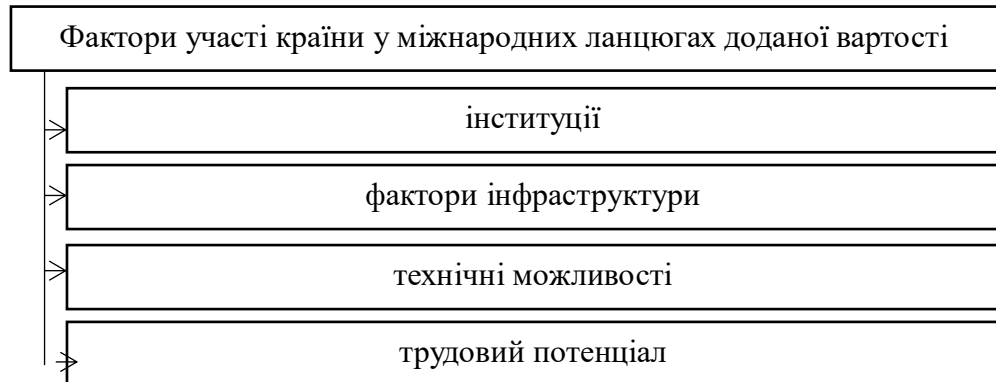 Фактори участі країни у міжнародних ланцюгах доданої вартості
інституції
фактори інфраструктури
технічні можливості
трудовий потенціал